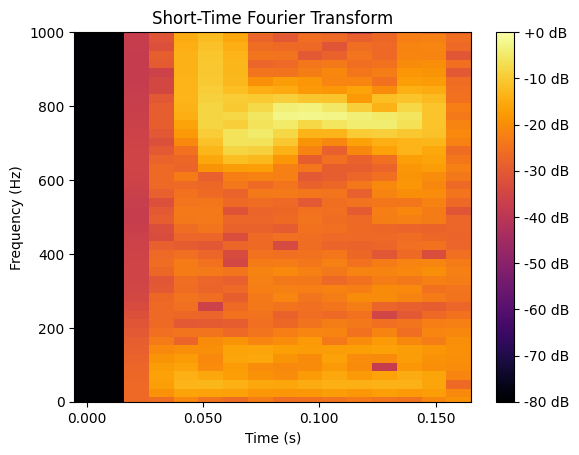 Short-Time Fourier Transform
1000
800
600
400
200
0
Frequency (Hz)
0.000
0.050
0.100
0.150
Time (s)
+0 dB
-10 dB
-20 dB
-30 dB
-40 dB
-50 dB
-60 dB
-70 dB
-80 dB